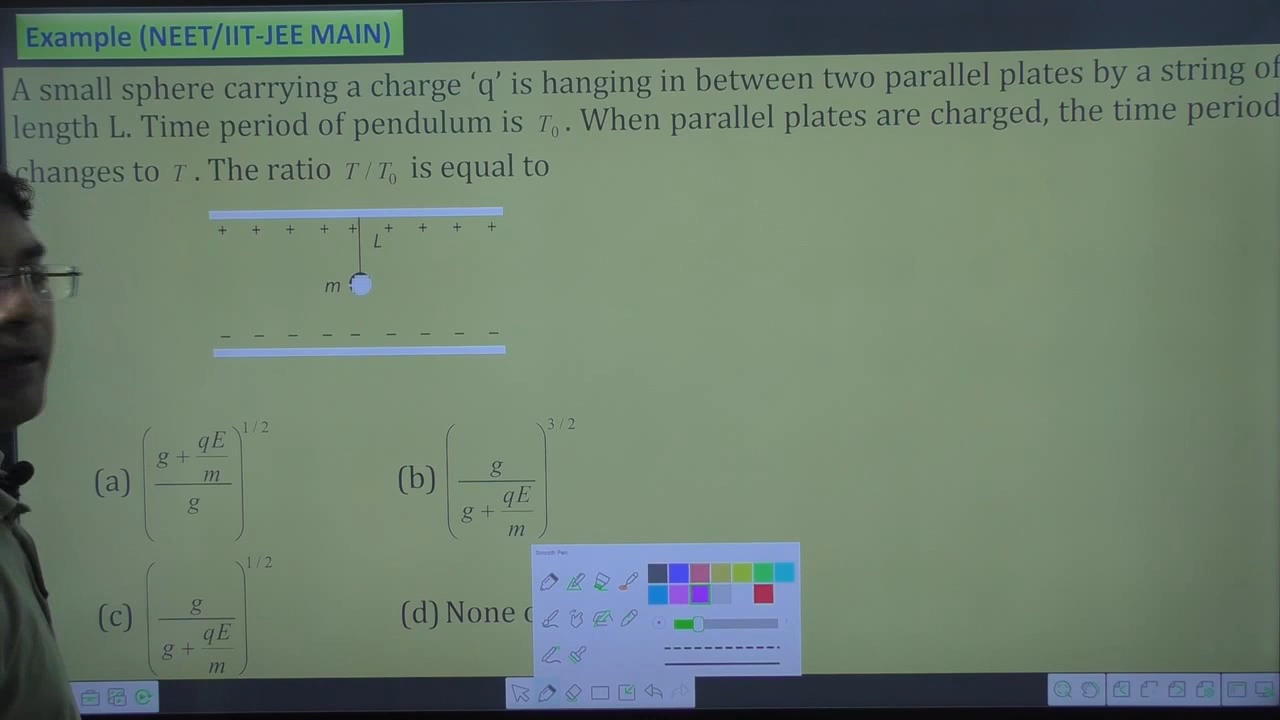 Example (NEET/IIT-JEE MAIN)
A small sphere carrying a charge ‘q’ is hanging in between two parallel plates by a string of
length L. Time period of pendulum is T₀. When parallel plates are charged, the time period
changes to T. The ratio T / T₀ is equal to
+ + + + + + + + +
L
m
− − − − − − − − −
(a) ((g + qE/m)/g)^1/2 (b) (g/(g + qE/m))^3/2
(c) (g/(g + qE/m))^1/2 (d) None
Smooth Pen